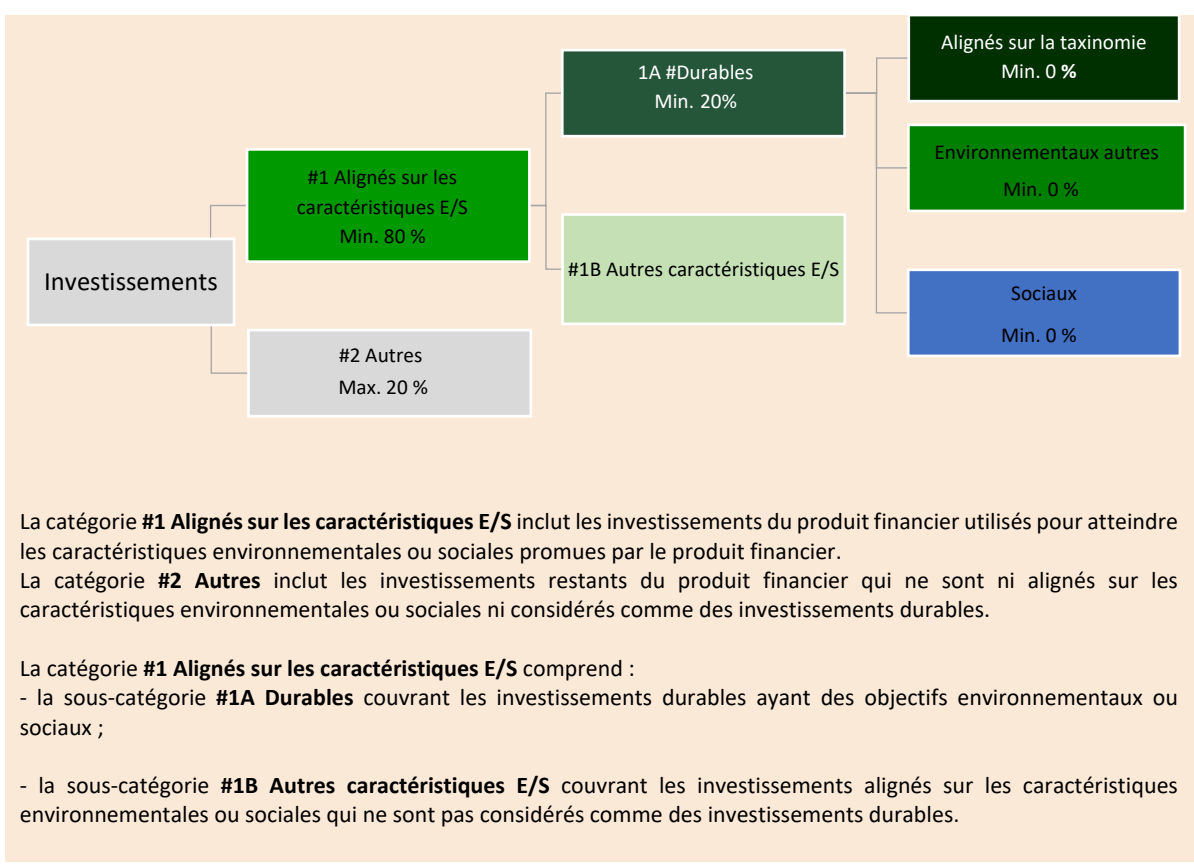 Alignés sur la taxinomie
Min. 0 %
1A #Durables
Min. 20%
Environnementaux autres
Min. 0 %
#1 Alignés sur les
caractéristiques E/S
Min. 80 %
#1B Autres caractéristiques E/S
Investissements
Sociaux
Min. 0 %
#2 Autres
Max. 20 %
La catégorie #1 Alignés sur les caractéristiques E/S inclut les investissements du produit financier utilisés pour atteindre
les caractéristiques environnementales ou sociales promues par le produit financier.
La catégorie #2 Autres inclut les investissements restants du produit financier qui ne sont ni alignés sur les
caractéristiques environnementales ou sociales ni considérés comme des investissements durables.
La catégorie #1 Alignés sur les caractéristiques E/S comprend :
- la sous-catégorie #1A Durables couvrant les investissements durables ayant des objectifs environnementaux ou
sociaux ;
- la sous-catégorie #1B Autres caractéristiques E/S couvrant les investissements alignés sur les caractéristiques
environnementales ou sociales qui ne sont pas considérés comme des investissements durables.